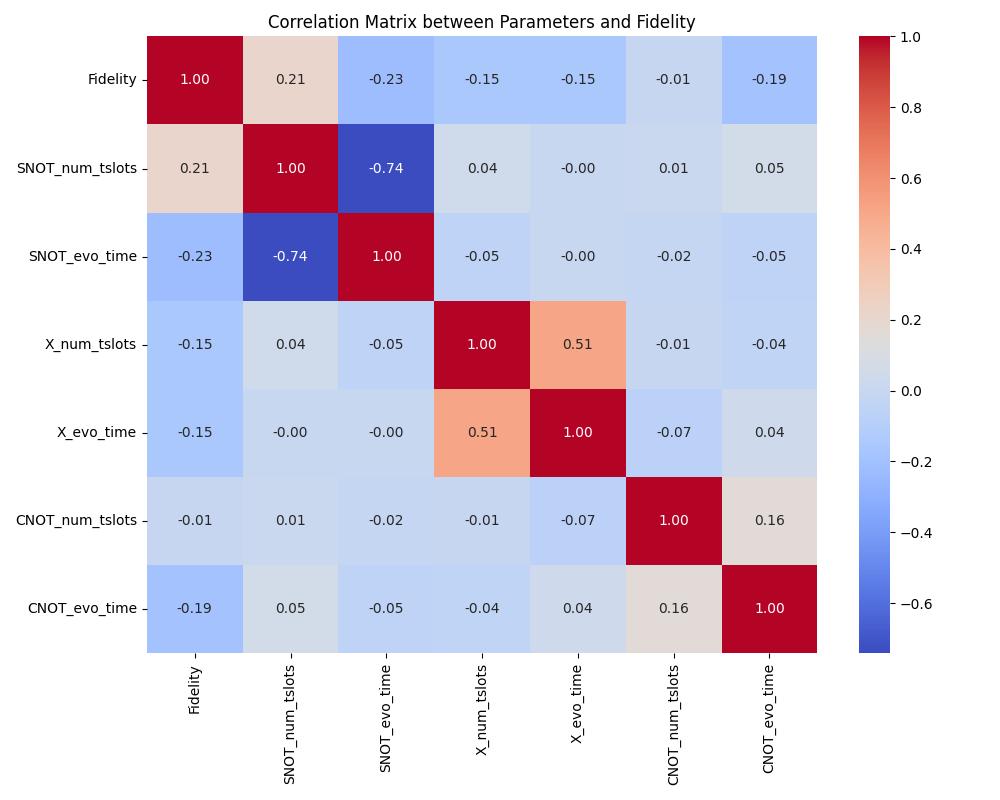 Correlation Matrix between Parameters and Fidelity
Fidelity 1.00 0.21 -0.23 -0.15 -0.15 -0.01 -0.19
SNOT_num_tslots 0.21 1.00 -0.74 0.04 -0.00 0.01 0.05
SNOT_evo_time -0.23 -0.74 1.00 -0.05 -0.00 -0.02 -0.05
X_num_tslots -0.15 0.04 -0.05 1.00 0.51 -0.01 -0.04
X_evo_time -0.15 -0.00 -0.00 0.51 1.00 -0.07 0.04
CNOT_num_tslots -0.01 0.01 -0.02 -0.01 -0.07 1.00 0.16
CNOT_evo_time -0.19 0.05 -0.05 -0.04 0.04 0.16 1.00
Fidelity
SNOT_num_tslots
SNOT_evo_time
X_num_tslots
X_evo_time
CNOT_num_tslots
CNOT_evo_time
1.0
0.8
0.6
0.4
0.2
0.0
−0.2
−0.4
−0.6